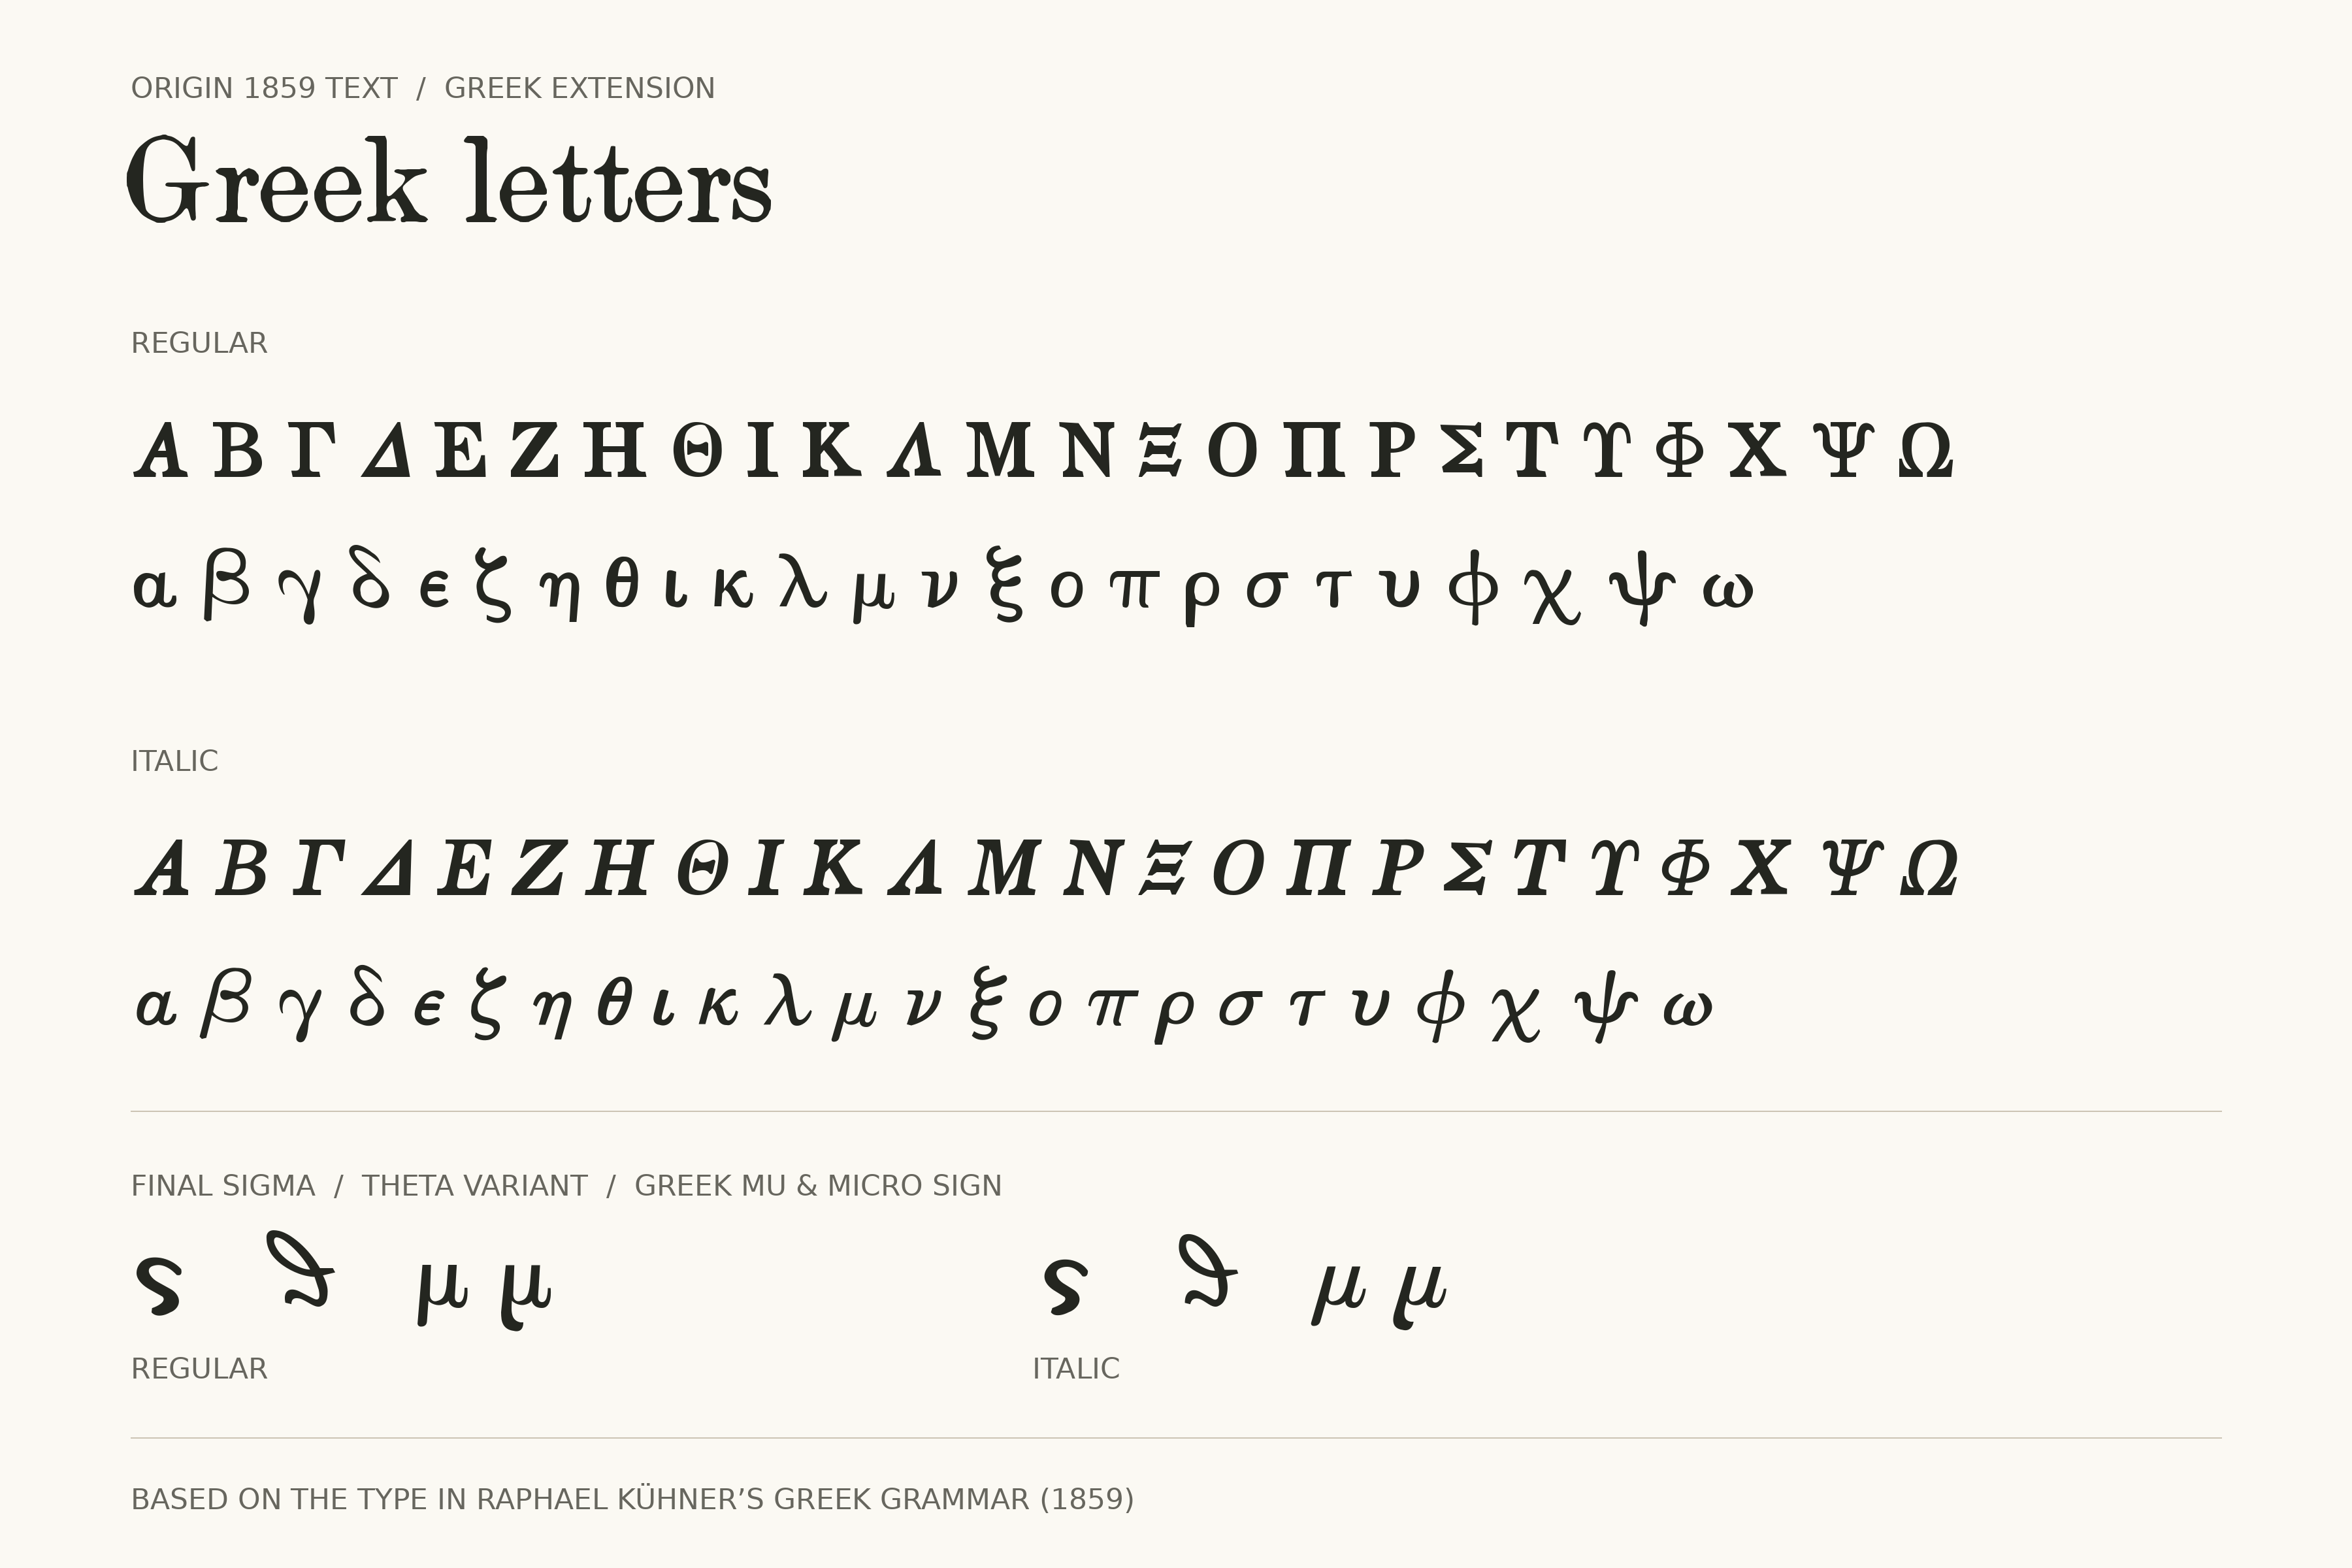 ORIGIN 1859 TEXT / GREEK EXTENSION
Greek letters
REGULAR
Α Β Γ Δ Ε Ζ Η Θ Ι Κ Λ Μ Ν Ξ Ο Π Ρ Σ Τ ϒ Φ Χ Ψ Ω
α β γ δ ϵ ζ η θ ι κ λ μ ν ξ ο π ρ σ τ υ ϕ χ ψ ω
ITALIC
Α Β Γ Δ Ε Ζ Η Θ Ι Κ Λ Μ Ν Ξ Ο Π Ρ Σ Τ ϒ Φ Χ Ψ Ω
α β γ δ ϵ ζ η θ ι κ λ μ ν ξ ο π ρ σ τ υ ϕ χ ψ ω
FINAL SIGMA / THETA VARIANT / GREEK MU & MICRO SIGN
ς ϑ μ µ ς ϑ μ µ
REGULAR ITALIC
BASED ON THE TYPE IN RAPHAEL KÜHNER’S GREEK GRAMMAR (1859)